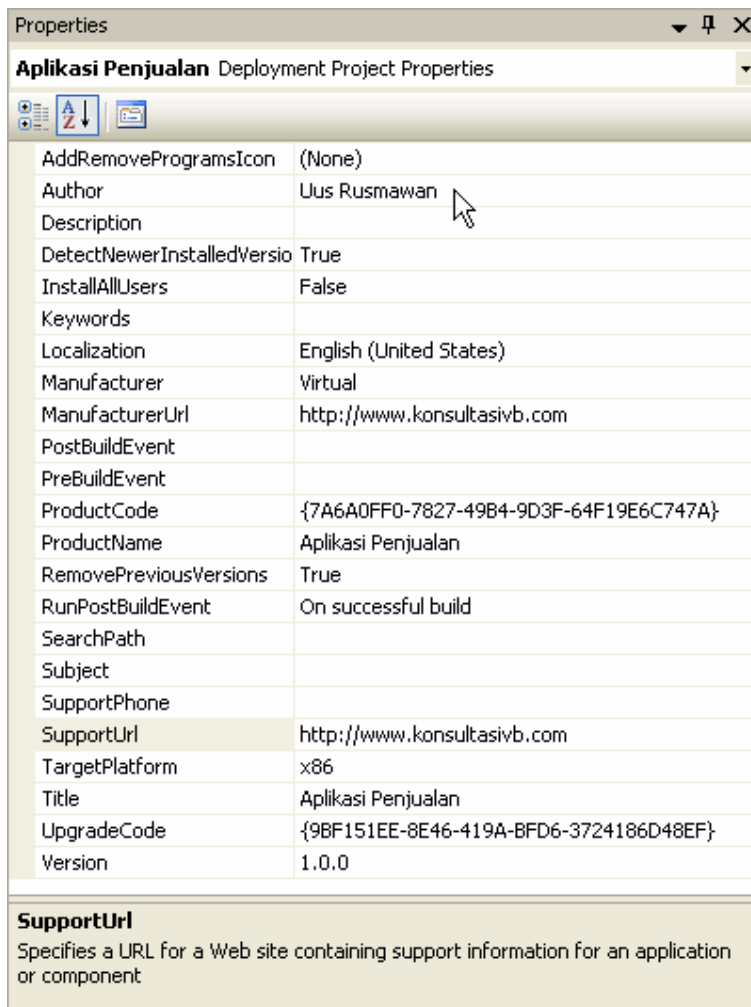 Properties
Aplikasi Penjualan Deployment Project Properties
AddRemoveProgramsIcon (None)
Author Uus Rusmawan
Description
DetectNewerInstalledVersio True
InstallAllUsers False
Keywords
Localization English (United States)
Manufacturer Virtual
ManufacturerUrl http://www.konsultasivb.com
PostBuildEvent
PreBuildEvent
ProductCode {7A6A0FF0-7827-49B4-9D3F-64F19E6C747A}
ProductName Aplikasi Penjualan
RemovePreviousVersions True
RunPostBuildEvent On successful build
SearchPath
Subject
SupportPhone
SupportUrl http://www.konsultasivb.com
TargetPlatform x86
Title Aplikasi Penjualan
UpgradeCode {9BF151EE-8E46-419A-BFD6-3724186D48EF}
Version 1.0.0
SupportUrl
Specifies a URL for a Web site containing support information for an application
or component